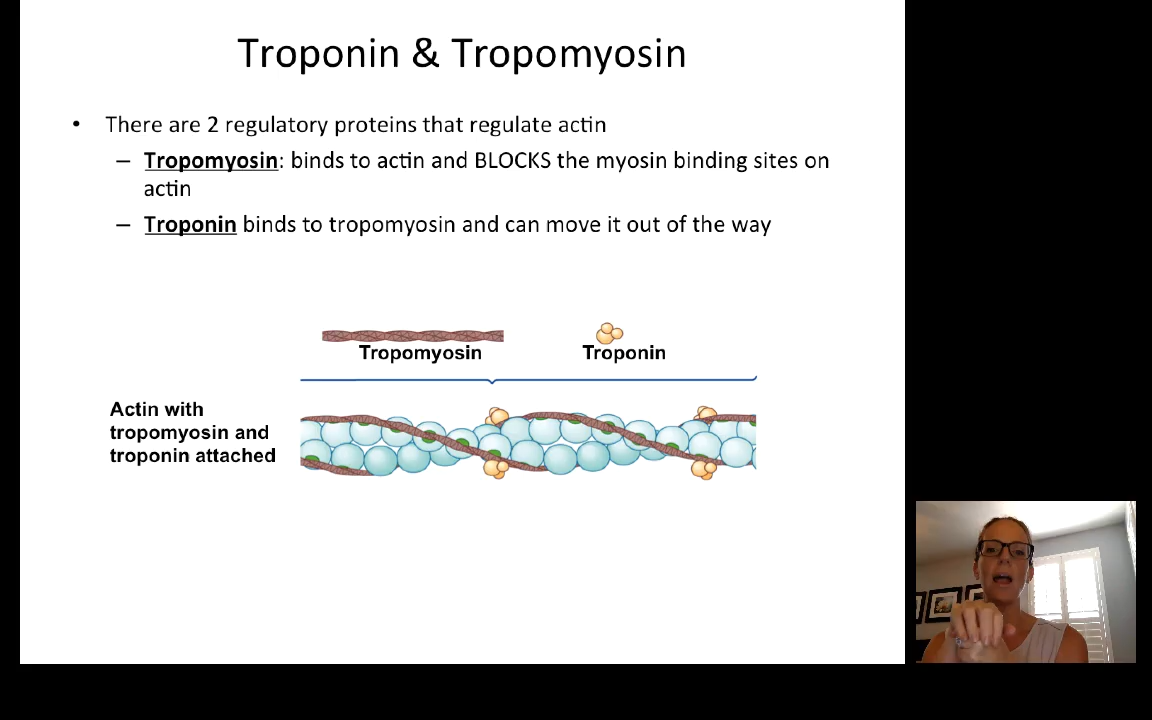 Troponin & Tropomyosin
• There are 2 regulatory proteins that regulate actin
– Tropomyosin: binds to actin and BLOCKS the myosin binding sites on
actin
– Troponin binds to tropomyosin and can move it out of the way
Tropomyosin
Troponin
Actin with
tropomyosin and
troponin attached